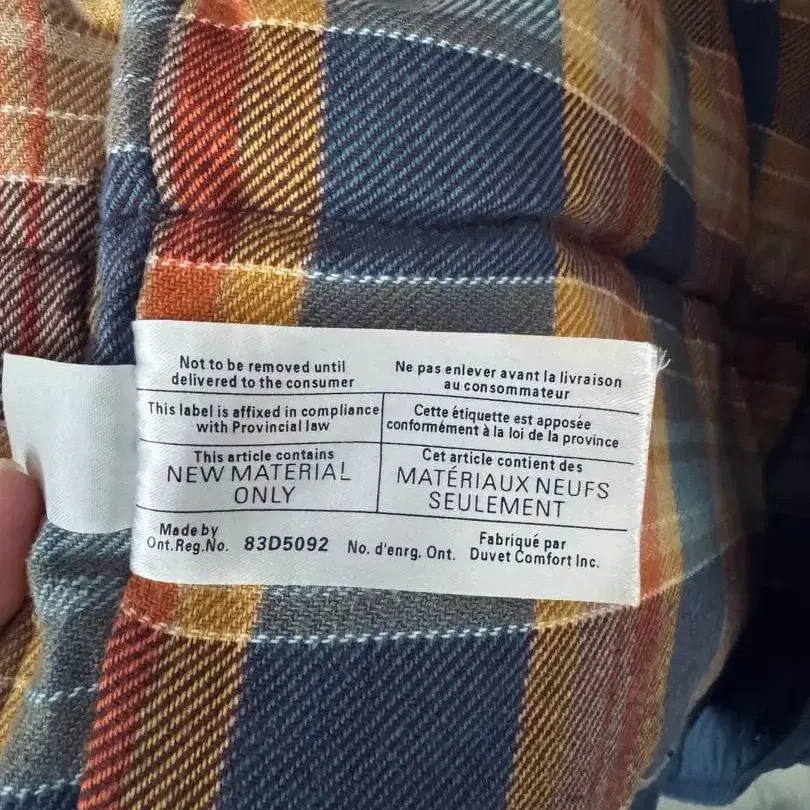 Not to be removed until
delivered to the consumer
Ne pas enlever avant la livraison
au consommateur
This label is affixed in compliance
with Provincial law
Cette étiquette est apposée
conformément à la loi de la province
This article contains
NEW MATERIAL
ONLY
Cet article contient des
MATÉRIAUX NEUFS
SEULEMENT
Made by
Ont.Reg.No. 83D5092 No. d'enrg. Ont.
Fabriqué par
Duvet Comfort Inc.